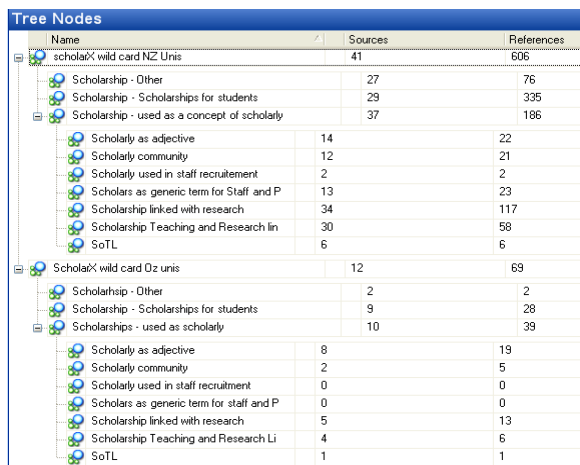 Tree Nodes
Name Sources References
scholarX wild card NZ Unis 41 606
Scholarship - Other 27 76
Scholarship - Scholarships for students 29 335
Scholarship - used as a concept of scholarly 37 186
Scholarly as adjective 14 22
Scholarly community 12 21
Scholarly used in staff recruitement 2 2
Scholars as generic term for Staff and P 13 23
Scholarship linked with research 34 117
Scholarship Teaching and Research lin 30 58
SoTL 6 6
ScholarX wild card Oz unis 12 69
Scholarhsip - Other 2 2
Scholarship - Scholarships for students 9 28
Scholarships - used as scholarly 10 39
Scholarly as adjective 8 19
Scholarly community 2 5
Scholarly used in staff recruitment 0 0
Scholars as generic term for staff and P 0 0
Scholarship linked with research 5 13
Scholarship Teaching and Research Li 4 6
SoTL 1 1